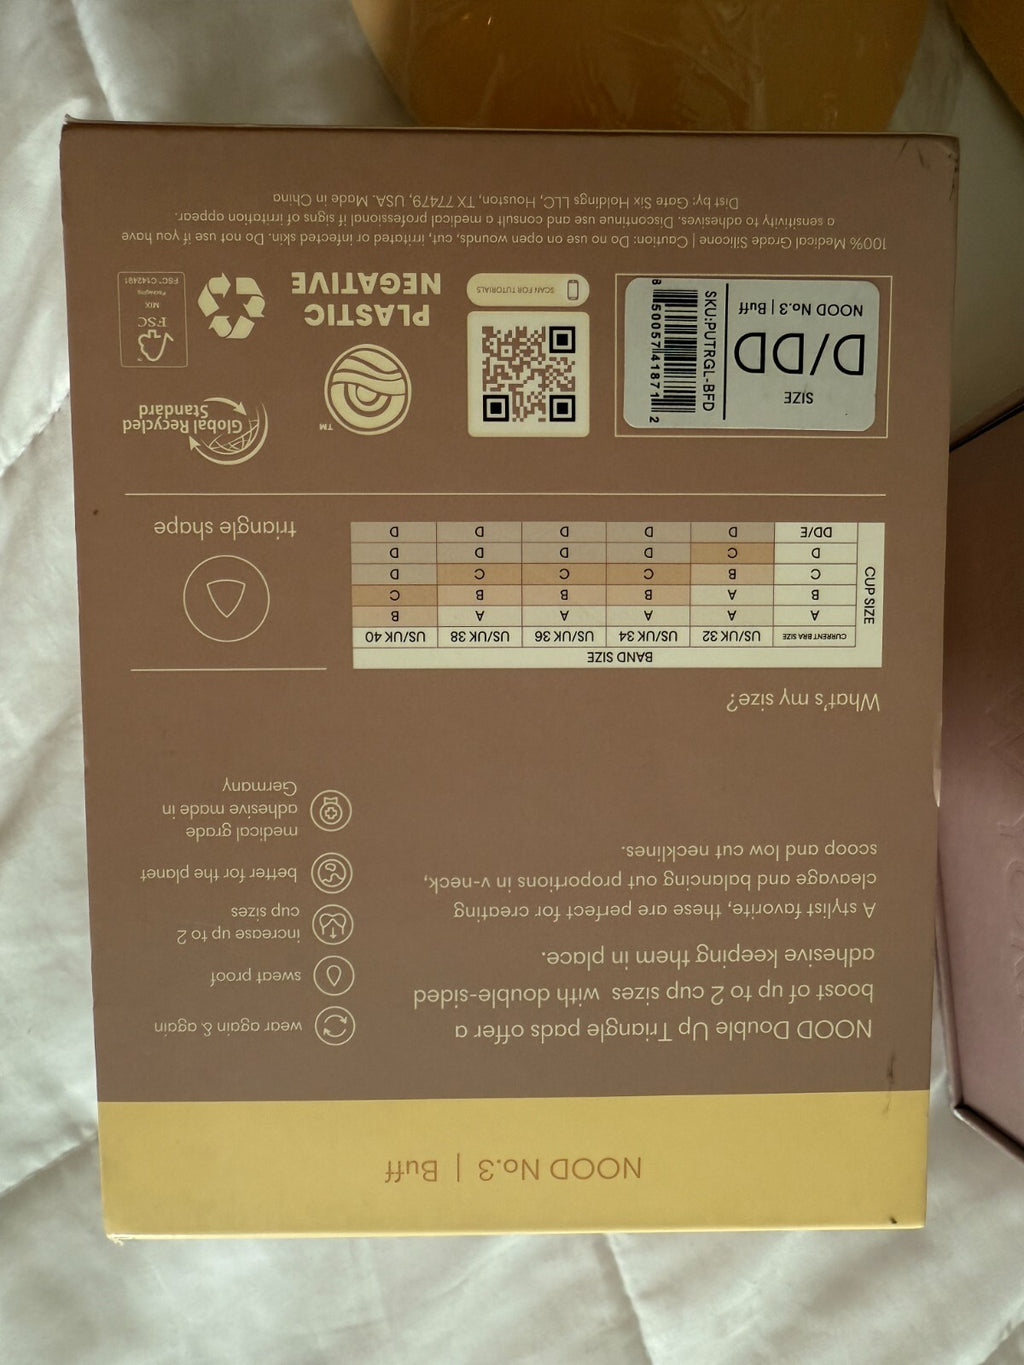 NOOD No.3 | Buff
NOOD Double Up Triangle pads offer a
boost of up to 2 cup sizes with double-sided
adhesive keeping them in place.
A stylist favorite, these are perfect for creating
cleavage and balancing out proportions in v-neck,
scoop and low cut necklines.
wear again & again
sweat proof
increase up to 2
cup sizes
better for the planet
medical grade
adhesive made in
Germany
What's my size?
BAND SIZE
CURRENT BRA SIZE US/UK 32 US/UK 34 US/UK 36 US/UK 38 US/UK 40
CUP SIZE
A A A A A B
B A B B B C
C B C C C D
D C D D D D
DD/E D D D D D
triangle shape
SIZE
D/DD
NOOD No.3 | Buff
SKU:PUTRGL-BFD
8 50057 41871 2
SCAN FOR TUTORIALS
TM
PLASTIC
NEGATIVE
Global Recycled
Standard
FSC
MIX
Packaging
FSC™ C142491
100% Medical Grade Silicone | Caution: Do no use on open wounds, cut, irritated or infected skin. Do not use if you have
a sensitivity to adhesives. Discontinue use and consult a medical professional if signs of irritation appear.
Dist by: Gate Six Holdings LLC, Houston, TX 77479, USA. Made in China